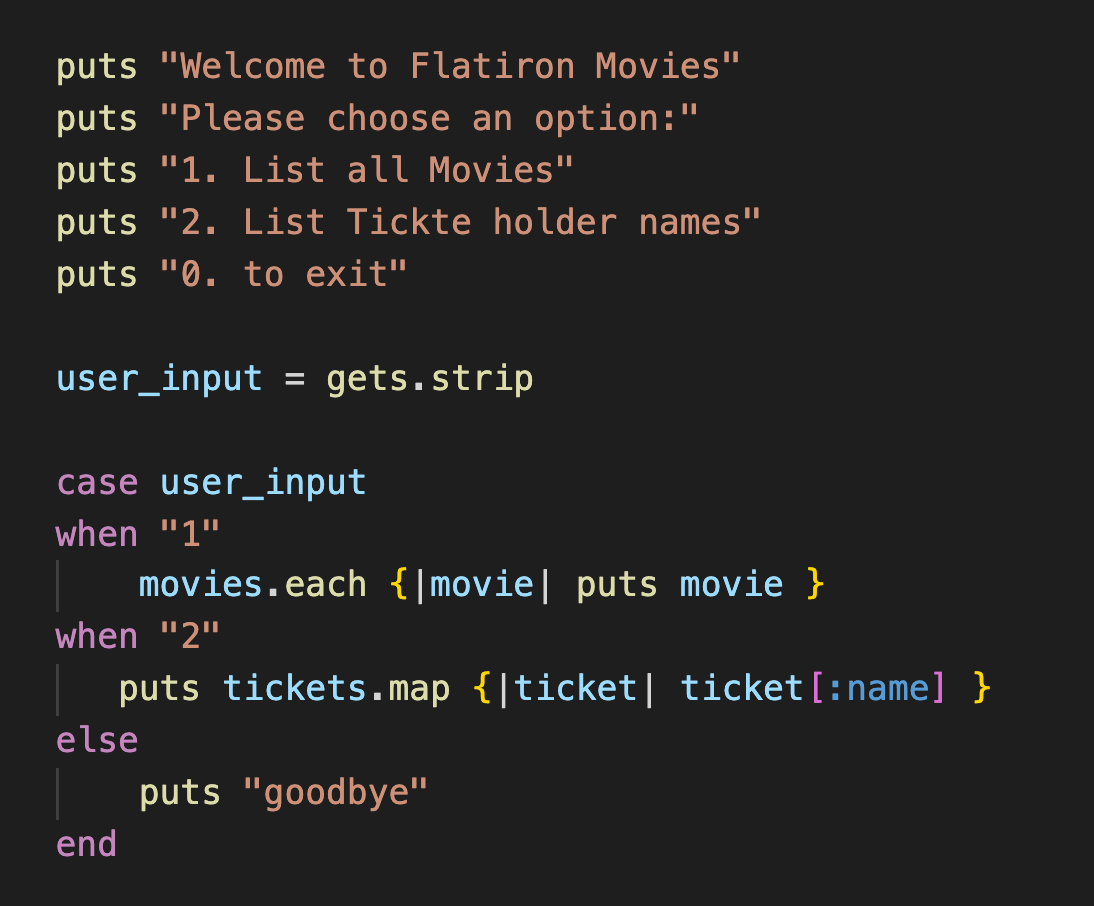 puts "Welcome to Flatiron Movies"
puts "Please choose an option:"
puts "1. List all Movies"
puts "2. List Tickte holder names"
puts "0. to exit"
user_input = gets.strip
case user_input
when "1"
movies.each {|movie| puts movie }
when "2"
puts tickets.map {|ticket| ticket[:name] }
else
puts "goodbye"
end